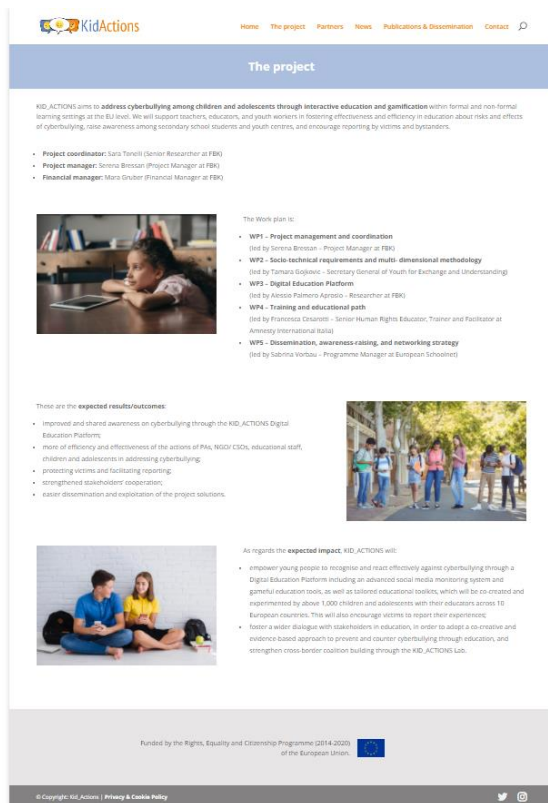 KidActions
Home The project Partners News Publications & Dissemination Contact
The project
KID_ACTIONS aims to address cyberbullying among children and adolescents through interactive education and gamification within formal and non-formal
learning settings at the EU level. We will support teachers, educators, and youth workers in fostering effectiveness and efficiency in education about risks and effects
of cyberbullying, raise awareness among secondary school students and youth centres, and encourage reporting by victims and bystanders.
• Project coordinator: Sara Tonelli (Senior Researcher at FBK)
• Project manager: Serena Bressan (Project Manager at FBK)
• Financial manager: Mara Gruber (Financial Manager at FBK)
The Work plan is:
• WP1 – Project management and coordination
(led by Serena Bressan – Project Manager at FBK)
• WP2 – Socio-technical requirements and multi- dimensional methodology
(led by Tamara Gojkovic – Secretary General of Youth for Exchange and Understanding)
• WP3 – Digital Education Platform
(led by Alessio Palmero Aprosio – Researcher at FBK)
• WP4 – Training and educational path
(led by Francesca Cesarotti – Senior Human Rights Educator, Trainer and Facilitator at
Amnesty International Italia)
• WP5 – Dissemination, awareness-raising, and networking strategy
(led by Sabrina Vorbau – Programme Manager at European Schoolnet)
These are the expected results/outcomes:
• improved and shared awareness on cyberbullying through the KID_ACTIONS Digital
Education Platform;
• more of efficiency and effectiveness of the actions of PAs, NGO/ CSOs, educational staff,
children and adolescents in addressing cyberbullying;
• protecting victims and facilitating reporting;
• strengthened stakeholders' cooperation;
• easier dissemination and exploitation of the project solutions.
As regards the expected impact, KID_ACTIONS will:
• empower young people to recognise and react effectively against cyberbullying through a
Digital Education Platform including an advanced social media monitoring system and
gameful education tools, as well as tailored educational toolkits, which will be co-created and
experimented by above 1,000 children and adolescents with their educators across 10
European countries. This will also encourage victims to report their experiences;
• foster a wider dialogue with stakeholders in education, in order to adopt a co-creative and
evidence-based approach to prevent and counter cyberbullying through education, and
strengthen cross-border coalition building through the KID_ACTIONS Lab.
Funded by the Rights, Equality and Citizenship Programme (2014-2020)
of the European Union.
© Copyright: Kid_Actions | Privacy & Cookie Policy